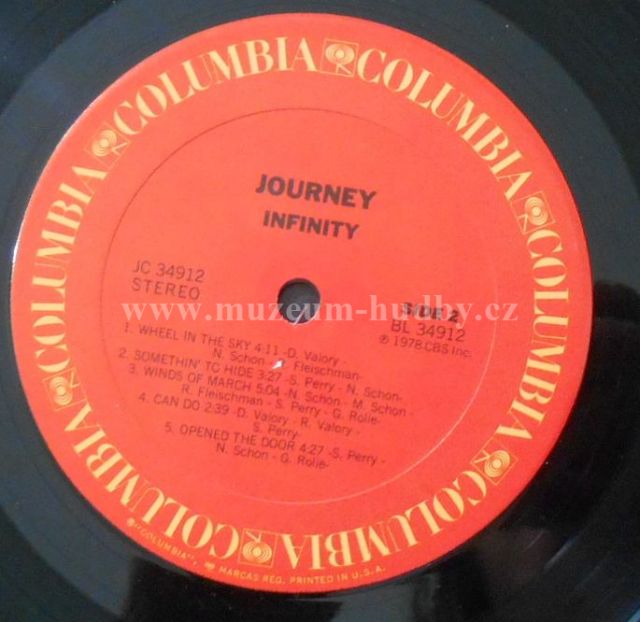 COLUMBIA COLUMBIA COLUMBIA COLUMBIA COLUMBIA COLUMBIA COLUMBIA COLUMBIA
JOURNEY
INFINITY
JC 34912
STEREO
SIDE 2
BL 34912
℗ 1978 CBS Inc.
www.muzeum-hudby.cz
1. WHEEL IN THE SKY 4:11 -D. Valory -
N. Schon - Fleischman-
2. SOMETHIN' TO HIDE 3:27 -S. Perry - N. Schon-
3. WINDS OF MARCH 5:04 -N. Schon - M. Schon -
R. Fleischman - S. Perry - G. Rolie-
4. CAN DO 2:39 -D. Valory - R. Valory -
S. Perry-
5. OPENED THE DOOR 4:27 -S. Perry -
N. Schon - G. Rolie-
® "COLUMBIA", MARCAS REG. PRINTED IN U.S.A.